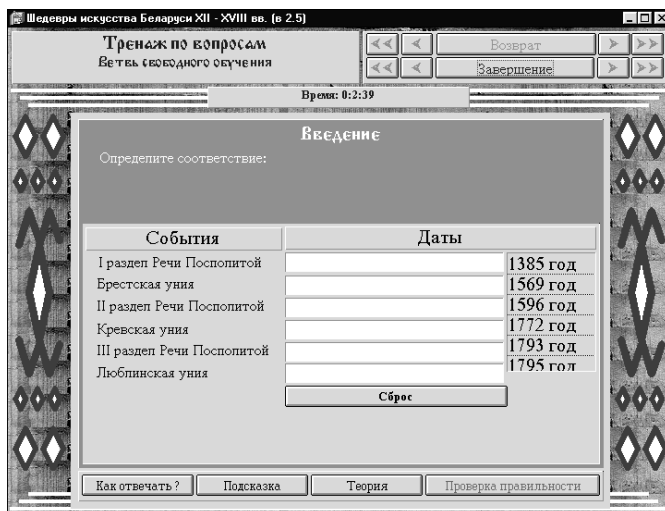 Шедевры искусства Беларуси XII - XVIII вв. (в 2.5)
Тренаж по вопросам
Ветвь свободного обучения
Возврат
Завершение
Время: 0:2:39
Введение
Определите соответствие:
События
Даты
I раздел Речи Посполитой
1385 год
Брестская уния
1569 год
II раздел Речи Посполитой
1596 год
Кревская уния
1772 год
III раздел Речи Посполитой
1793 год
Люблинская уния
1795 год
Сброс
Как отвечать ?
Подсказка
Теория
Проверка правильности